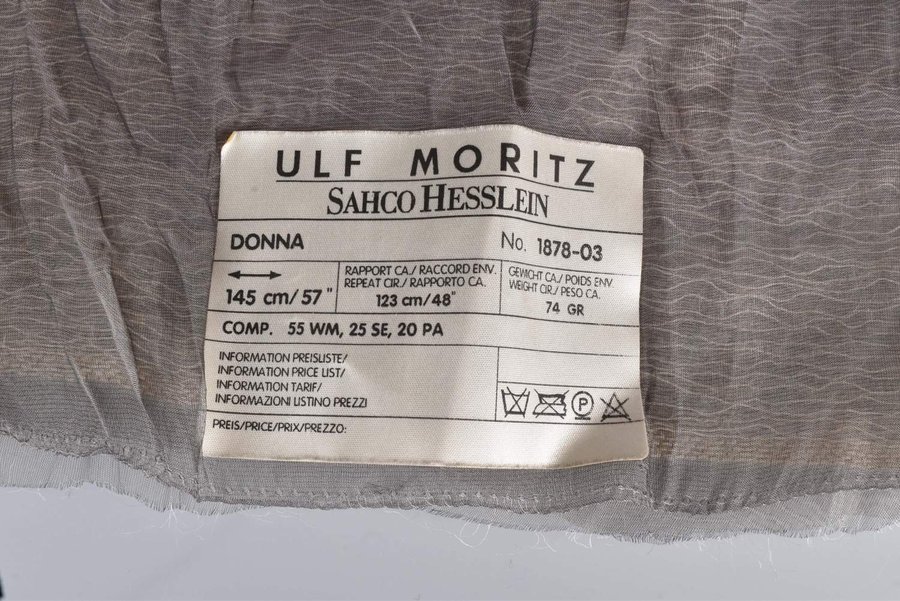 ULF MORITZ
SAHCO HESSLEIN
DONNA No. 1878-03
145 cm/57"
RAPPORT CA./RACCORD ENV.
REPEAT CIR./RAPPORTO CA.
123 cm/48"
GEWICHT CA./POIDS ENV.
WEIGHT CIR./PESO CA.
74 GR
COMP. 55 WM, 25 SE, 20 PA
INFORMATION PREISLISTE/
INFORMATION PRICE LIST/
INFORMATION TARIF/
INFORMAZIONI LISTINO PREZZI
P
PREIS/PRICE/PRIX/PREZZO: